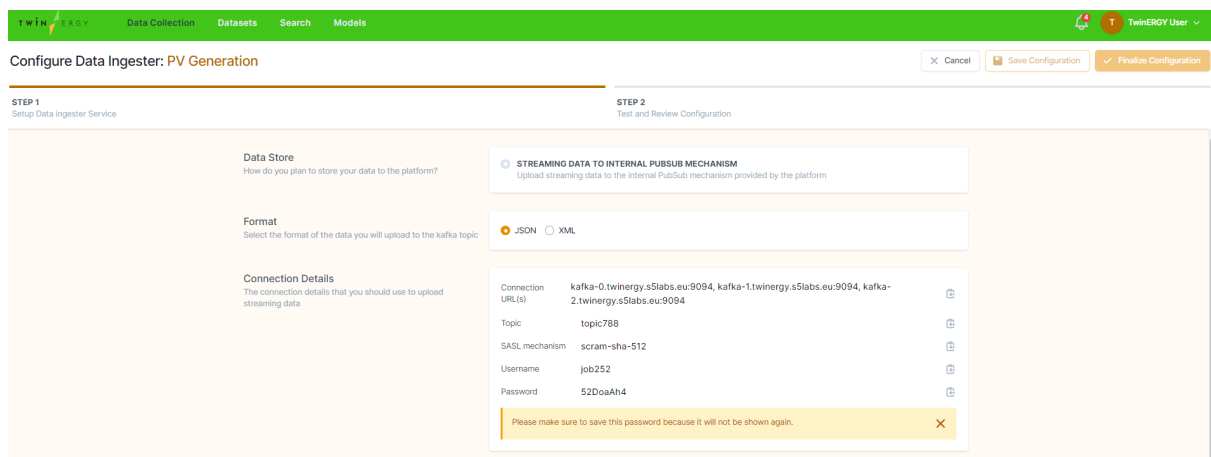 TWINERGY Data Collection Datasets Search Models 4 T TwinERGY User
Configure Data Ingester: PV Generation Cancel Save Configuration Finalize Configuration
STEP 1 STEP 2
Setup Data Ingester Service Test and Review Configuration
Data Store
How do you plan to store your data to the platform?
STREAMING DATA TO INTERNAL PUBSUB MECHANISM
Upload streaming data to the internal PubSub mechanism provided by the platform
Format
Select the format of the data you will upload to the kafka topic
JSON XML
Connection Details
The connection details that you should use to upload
streaming data
Connection
URL(s)
kafka-0.twinergy.s5labs.eu:9094, kafka-1.twinergy.s5labs.eu:9094, kafka-
2.twinergy.s5labs.eu:9094
Topic topic788
SASL mechanism scram-sha-512
Username job252
Password 52DoaAh4
Please make sure to save this password because it will not be shown again.